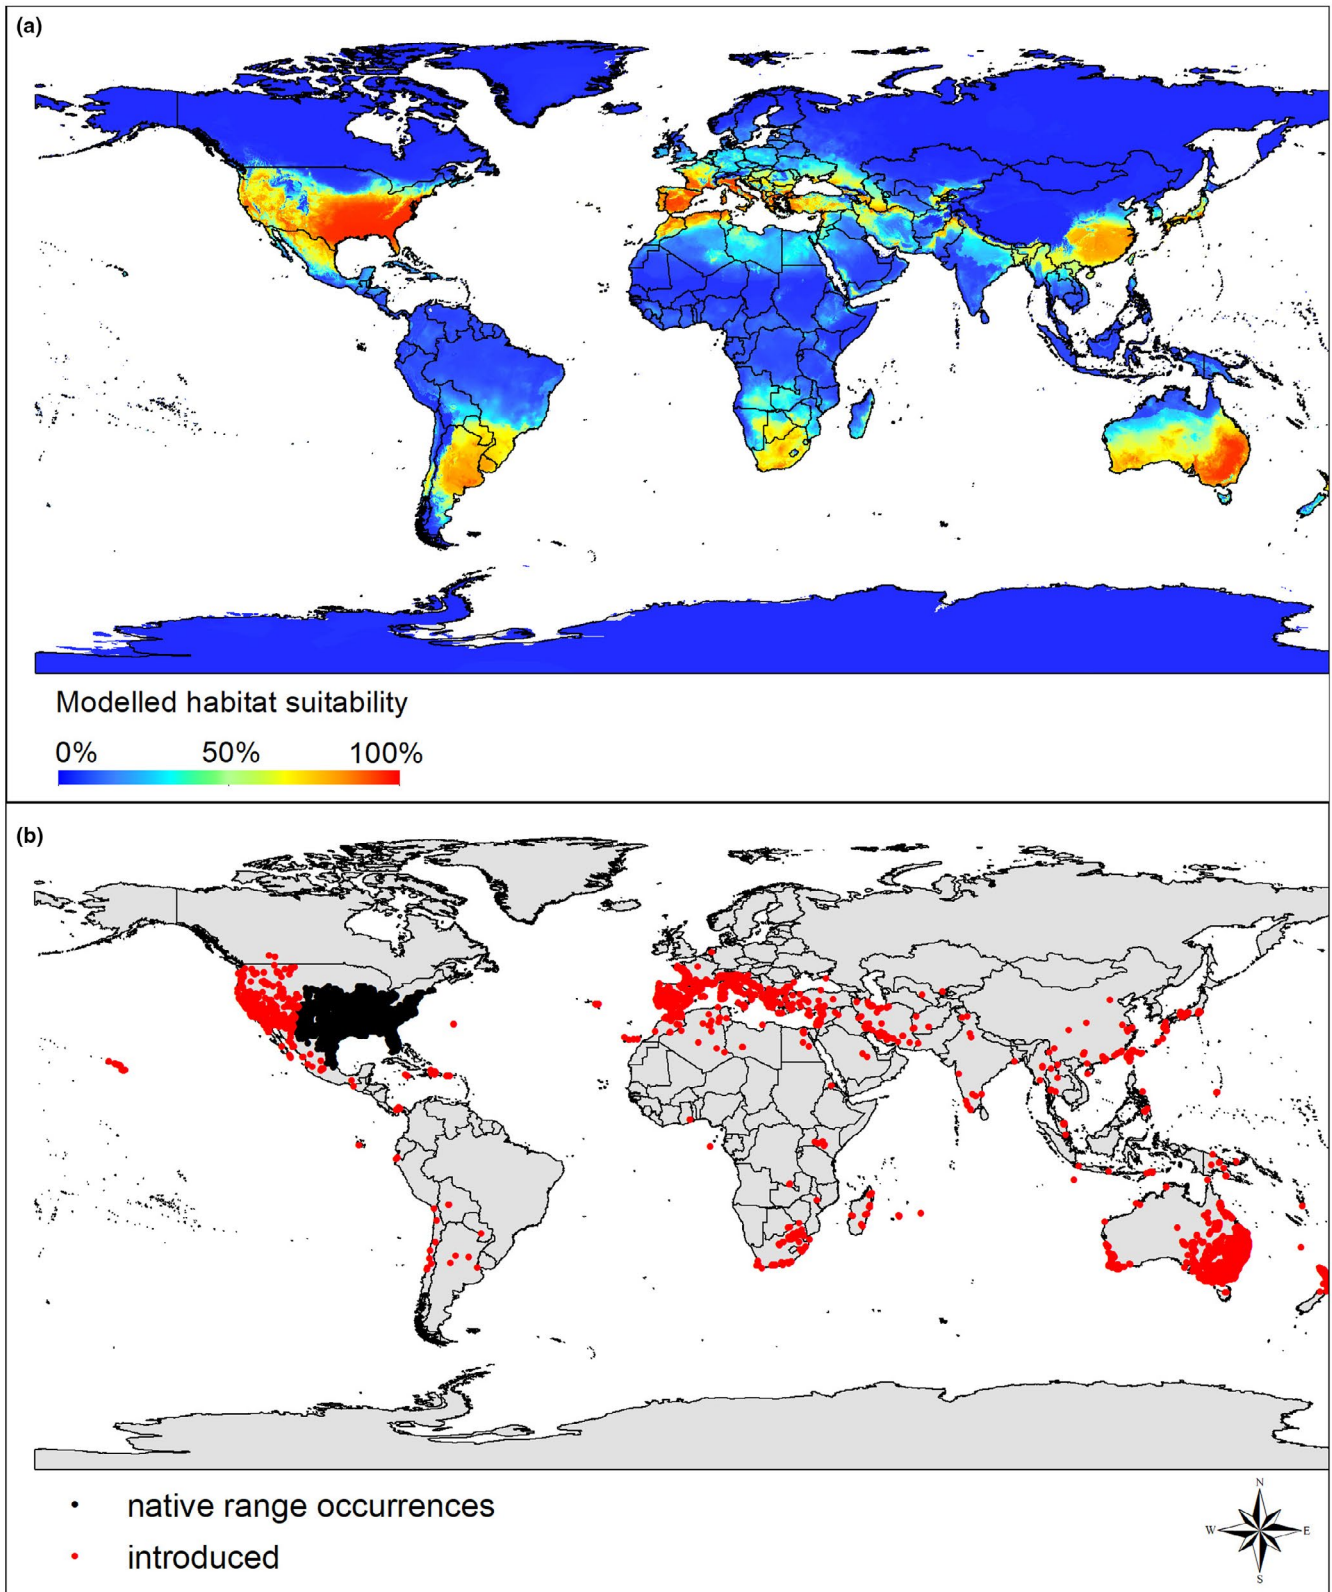 (a)
Modelled habitat suitability
0% 50% 100%
(b)
• native range occurrences
• introduced
N
W E
S